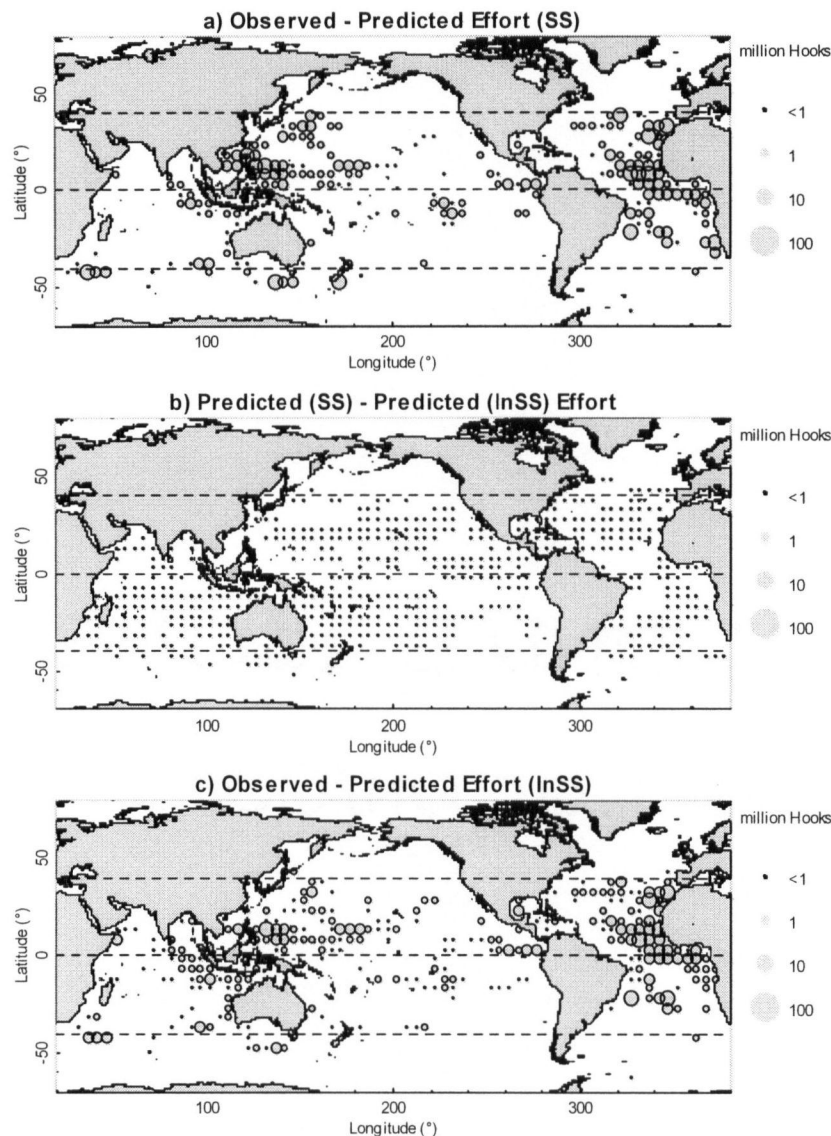 a) Observed - Predicted Effort (SS)
million Hooks
<1
1
10
100
50
0
-50
Latitude (°)
100
200
300
Longitude (°)
b) Predicted (SS) - Predicted (lnSS) Effort
million Hooks
<1
1
10
100
50
0
-50
Latitude (°)
100
200
300
Longitude (°)
c) Observed - Predicted Effort (lnSS)
million Hooks
<1
1
10
100
50
0
-50
Latitude (°)
100
200
300
Longitude (°)